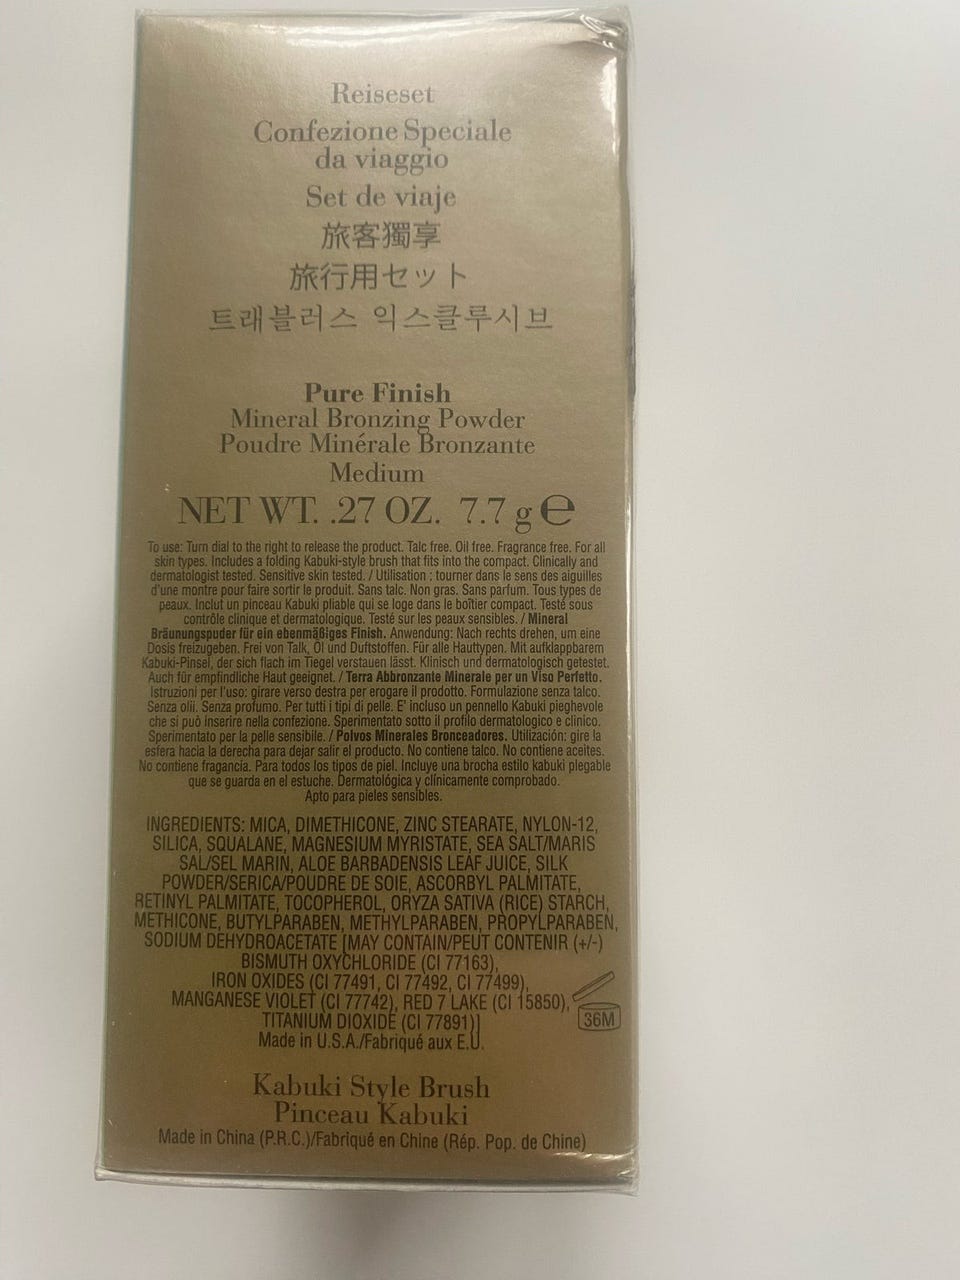 Reiseset
Confezione Speciale
da viaggio
Set de viaje
旅客獨享
旅行用セット
트래블러스 익스클루시브
Pure Finish
Mineral Bronzing Powder
Poudre Minérale Bronzante
Medium
NET WT. .27 OZ. 7.7 g e
To use: Turn dial to the right to release the product. Talc free. Oil free. Fragrance free. For all
skin types. Includes a folding Kabuki-style brush that fits into the compact. Clinically and
dermatologist tested. Sensitive skin tested. / Utilisation : tourner dans le sens des aiguilles
d'une montre pour faire sortir le produit. Sans talc. Non gras. Sans parfum. Tous types de
peaux. Inclut un pinceau Kabuki pliable qui se loge dans le boîtier compact. Testé sous
contrôle clinique et dermatologique. Testé sur les peaux sensibles. / Mineral
Bräunungspuder für ein ebenmäßiges Finish. Anwendung: Nach rechts drehen, um eine
Dosis freizugeben. Frei von Talk, Öl und Duftstoffen. Für alle Hauttypen. Mit aufklappbarem
Kabuki-Pinsel, der sich flach im Tiegel verstauen lässt. Klinisch und dermatologisch getestet.
Auch für empfindliche Haut geeignet. / Terra Abbronzante Minerale per un Viso Perfetto.
Istruzioni per l'uso: girare verso destra per erogare il prodotto. Formulazione senza talco.
Senza olii. Senza profumo. Per tutti i tipi di pelle. E' incluso un pennello Kabuki pieghevole
che si può inserire nella confezione. Sperimentato sotto il profilo dermatologico e clinico.
Sperimentato per la pelle sensibile. / Polvos Minerales Bronceadores. Utilización: gire la
esfera hacia la derecha para dejar salir el producto. No contiene talco. No contiene aceites.
No contiene fragancia. Para todos los tipos de piel. Incluye una brocha estilo kabuki plegable
que se guarda en el estuche. Dermatológica y clínicamente comprobado.
Apto para pieles sensibles.
INGREDIENTS: MICA, DIMETHICONE, ZINC STEARATE, NYLON-12,
SILICA, SQUALANE, MAGNESIUM MYRISTATE, SEA SALT/MARIS
SAL/SEL MARIN, ALOE BARBADENSIS LEAF JUICE, SILK
POWDER/SERICA/POUDRE DE SOIE, ASCORBYL PALMITATE,
RETINYL PALMITATE, TOCOPHEROL, ORYZA SATIVA (RICE) STARCH,
METHICONE, BUTYLPARABEN, METHYLPARABEN, PROPYLPARABEN,
SODIUM DEHYDROACETATE [MAY CONTAIN/PEUT CONTENIR (+/-)
BISMUTH OXYCHLORIDE (CI 77163),
IRON OXIDES (CI 77491, CI 77492, CI 77499),
MANGANESE VIOLET (CI 77742), RED 7 LAKE (CI 15850),
TITANIUM DIOXIDE (CI 77891)]
36M
Made in U.S.A./Fabriqué aux E.U.
Kabuki Style Brush
Pinceau Kabuki
Made in China (P.R.C.)/Fabriqué en Chine (Rép. Pop. de Chine)